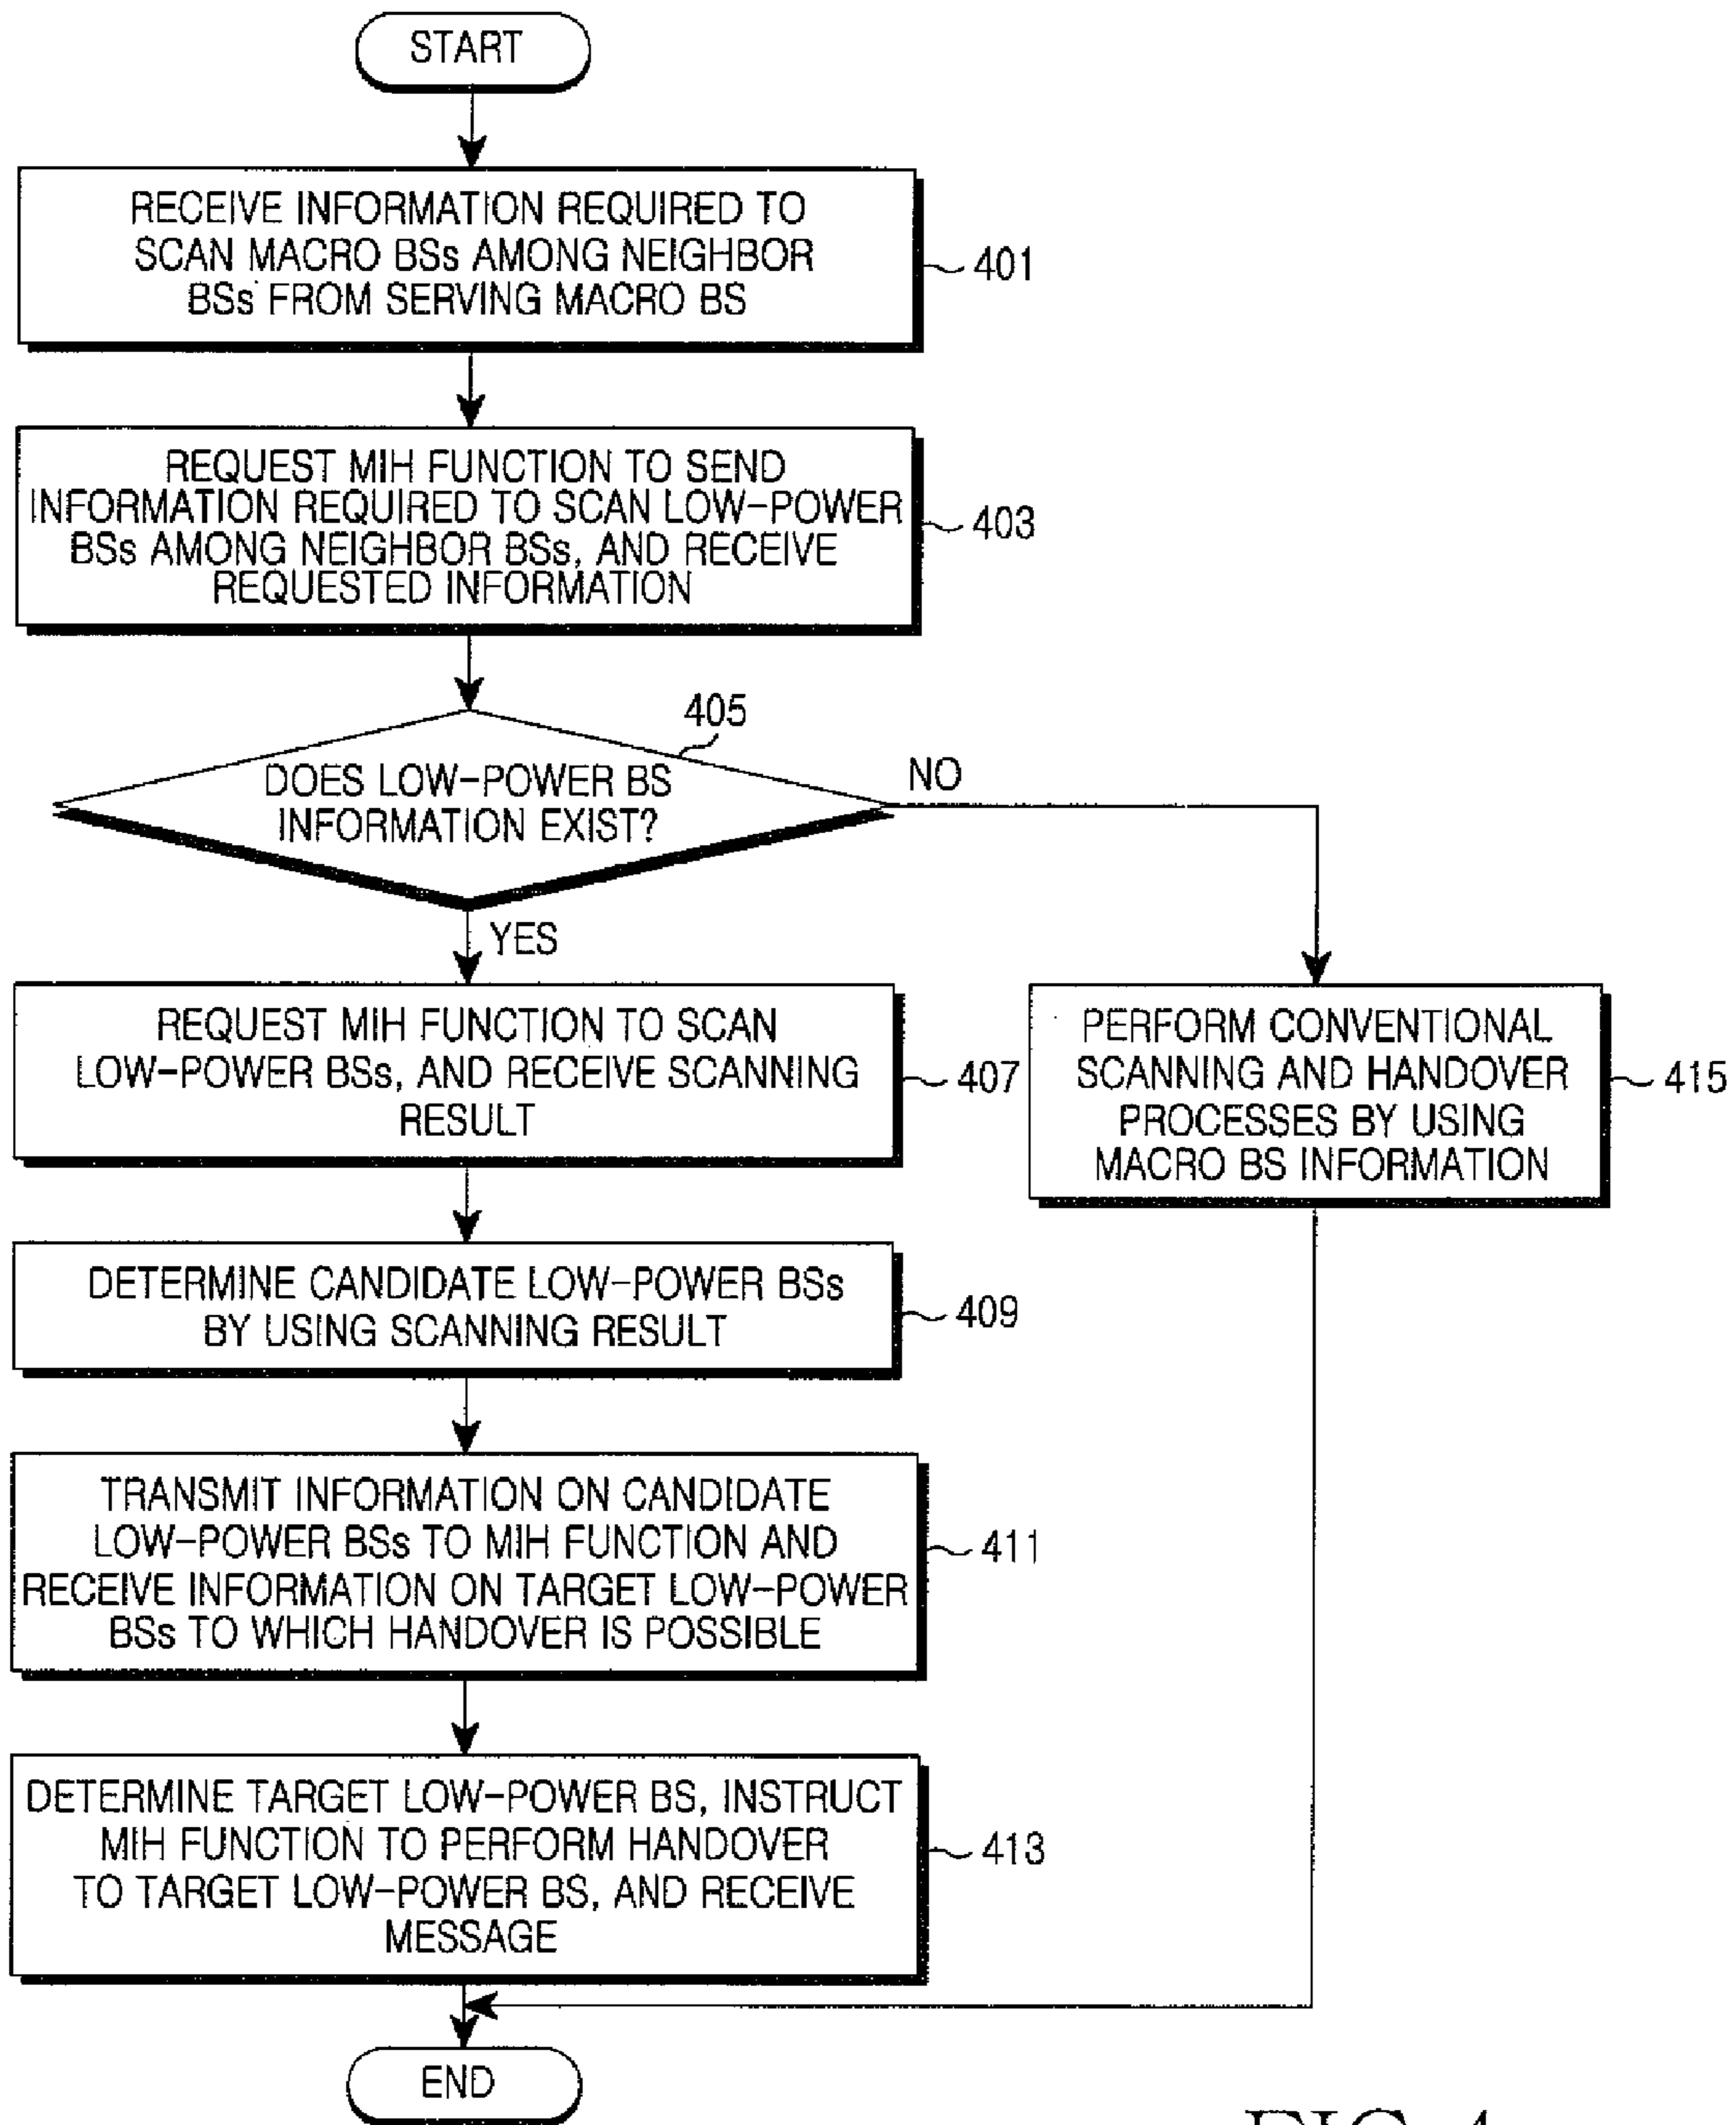 START
RECEIVE INFORMATION REQUIRED TO
SCAN MACRO BSs AMONG NEIGHBOR
BSs FROM SERVING MACRO BS
401
REQUEST MIH FUNCTION TO SEND
INFORMATION REQUIRED TO SCAN LOW-POWER
BSs AMONG NEIGHBOR BSs, AND RECEIVE
REQUESTED INFORMATION
403
405
DOES LOW-POWER BS
INFORMATION EXIST?
NO
YES
REQUEST MIH FUNCTION TO SCAN
LOW-POWER BSs, AND RECEIVE SCANNING
RESULT
407
PERFORM CONVENTIONAL
SCANNING AND HANDOVER
PROCESSES BY USING
MACRO BS INFORMATION
415
DETERMINE CANDIDATE LOW-POWER BSs
BY USING SCANNING RESULT
409
TRANSMIT INFORMATION ON CANDIDATE
LOW-POWER BSs TO MIH FUNCTION AND
RECEIVE INFORMATION ON TARGET LOW-POWER
BSs TO WHICH HANDOVER IS POSSIBLE
411
DETERMINE TARGET LOW-POWER BS, INSTRUCT
MIH FUNCTION TO PERFORM HANDOVER
TO TARGET LOW-POWER BS, AND RECEIVE
MESSAGE
413
END